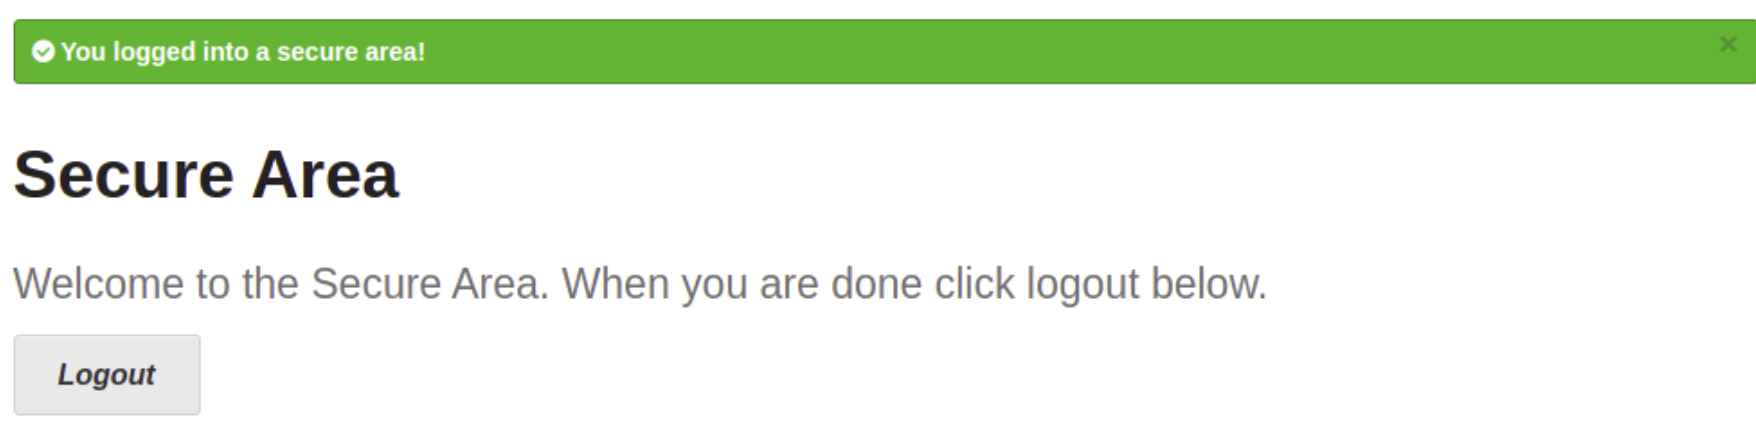 You logged into a secure area!
Secure Area
Welcome to the Secure Area. When you are done click logout below.
Logout